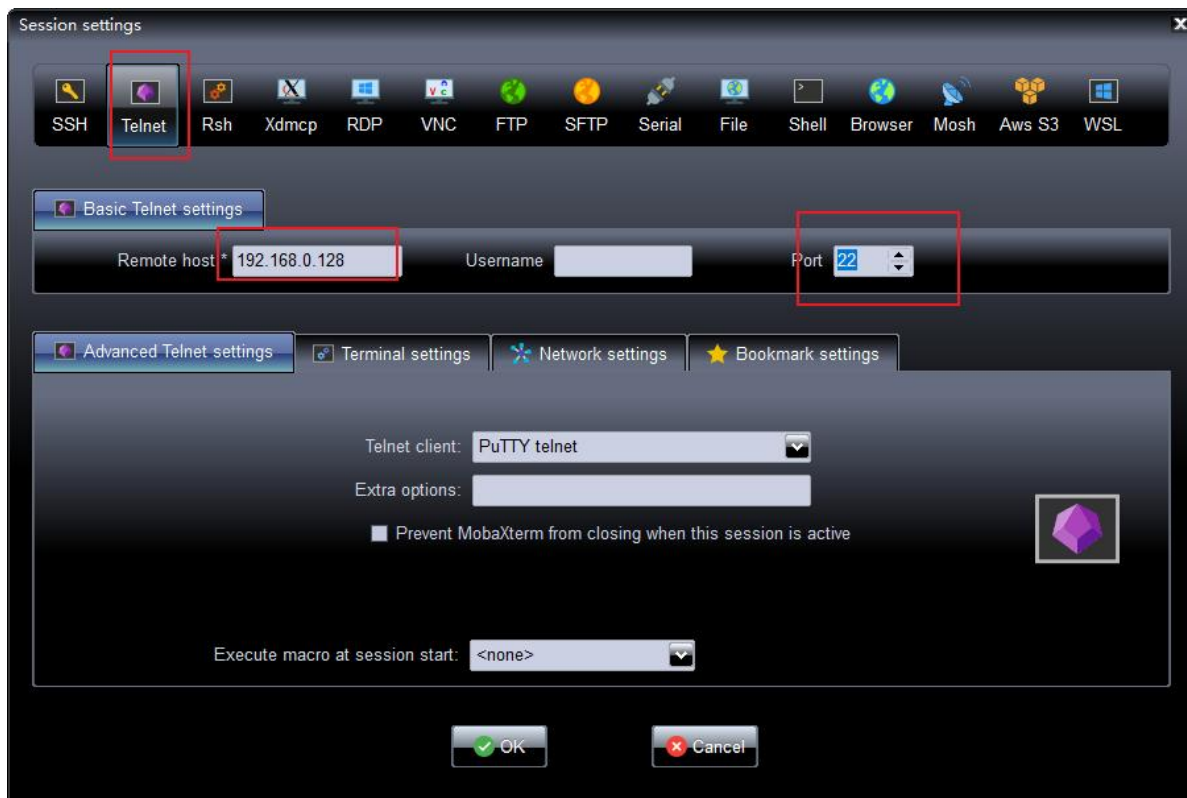 Session settings
SSH Telnet Rsh Xdmcp RDP VNC FTP SFTP Serial File Shell Browser Mosh Aws S3 WSL
Basic Telnet settings
Remote host * 192.168.0.128 Username Port 22
Advanced Telnet settings Terminal settings Network settings Bookmark settings
Telnet client: PuTTY telnet
Extra options:
Prevent MobaXterm from closing when this session is active
Execute macro at session start: <none>
OK Cancel